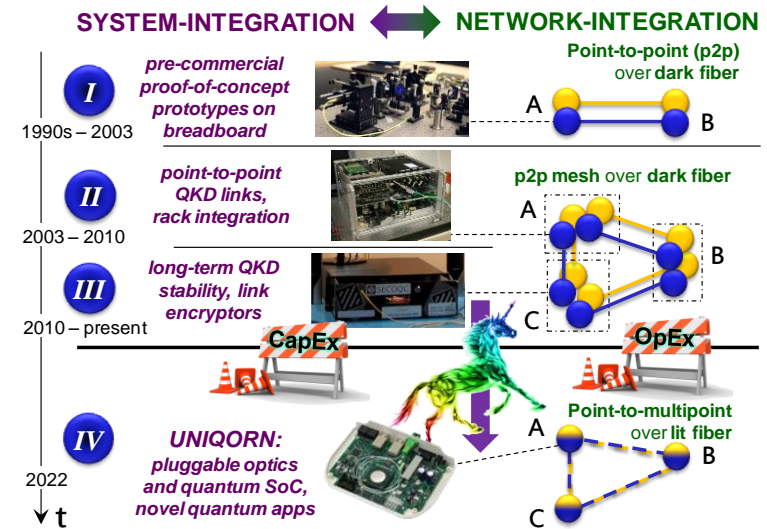 SYSTEM-INTEGRATION NETWORK-INTEGRATION
I
1990s – 2003
pre-commercial
proof-of-concept
prototypes on
breadboard
Point-to-point (p2p)
over dark fiber
A
B
II
2003 – 2010
point-to-point
QKD links,
rack integration
p2p mesh over dark fiber
A
B
C
III
2010 – present
long-term QKD
stability, link
encryptors
SECOQC
CapEx
OpEx
IV
2022
t
UNIQORN:
pluggable optics
and quantum SoC,
novel quantum apps
Point-to-multipoint
over lit fiber
A
B
C